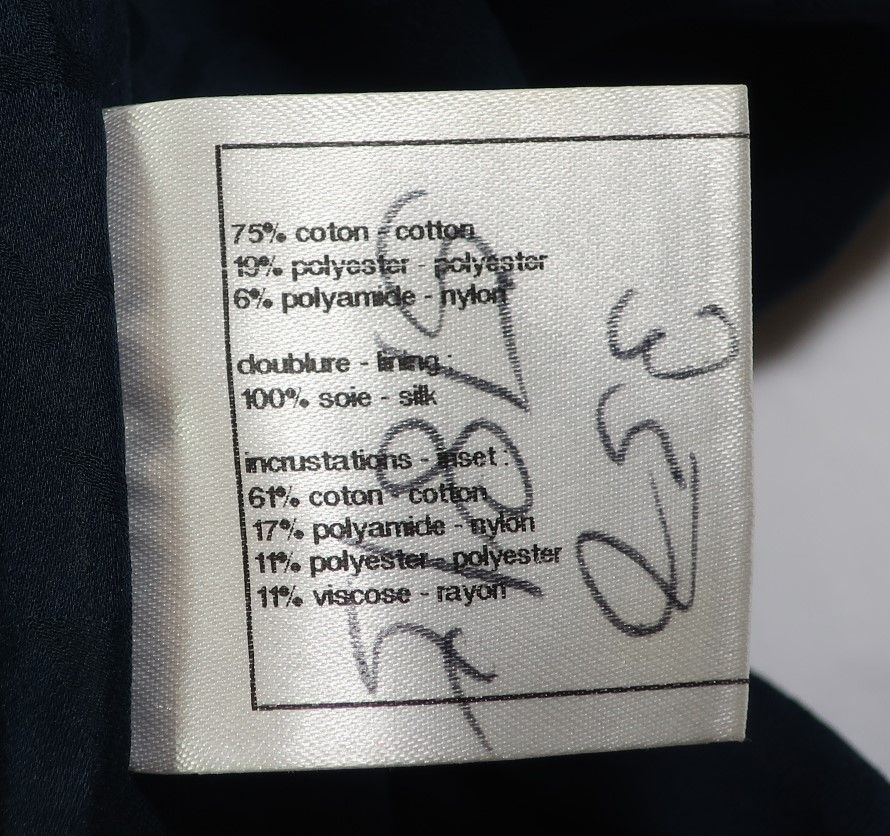 75% coton - cotton
19% polyester - polyester
6% polyamide - nylon
doublure - lining :
100% soie - silk
incrustations - inset :
61% coton - cotton
17% polyamide - nylon
11% polyester - polyester
11% viscose - rayon